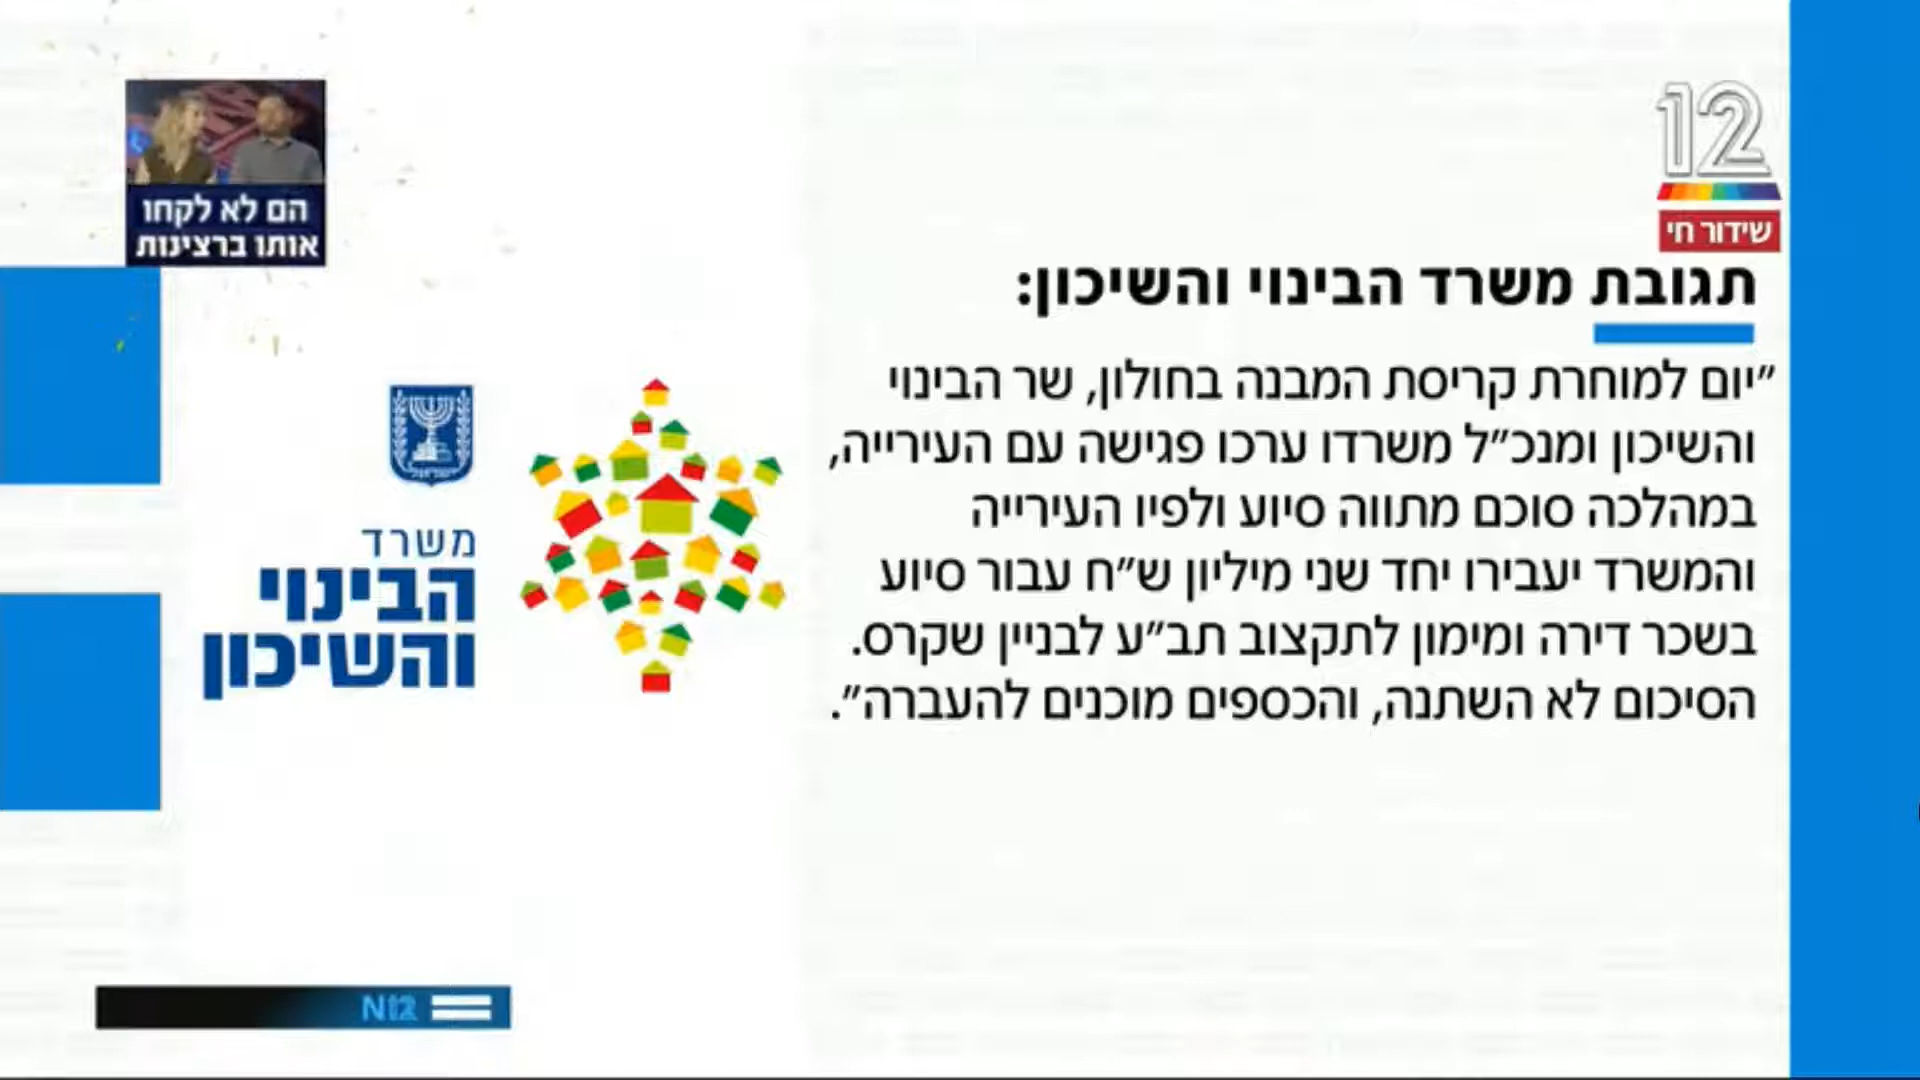 12
שידור חי
הם לא לקחו
אותו ברצינות
תגובת משרד הבינוי והשיכון:
"יום למוחרת קריסת המבנה בחולון, שר הבינוי
והשיכון ומנכ"ל משרדו ערכו פגישה עם העירייה,
במהלכה סוכם מתווה סיוע ולפיו העירייה
והמשרד יעבירו יחד שני מיליון ש"ח עבור סיוע
בשכר דירה ומימון לתקצוב תב"ע לבניין שקרס.
הסיכום לא השתנה, והכספים מוכנים להעברה".
משרד
הבינוי
והשיכון
N12